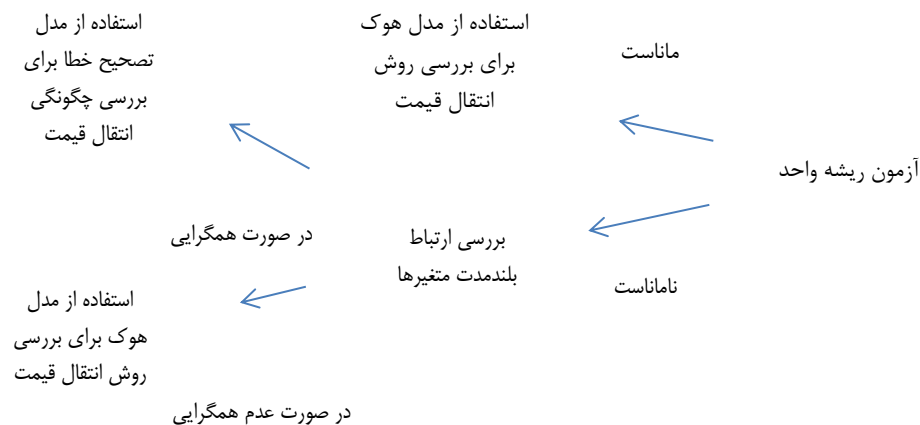 آزمون ریشه واحد
ماناست
استفاده از مدل هوک
برای بررسی روش
انتقال قیمت
ناماناست
بررسی ارتباط
بلندمدت متغیرها
در صورت همگرایی
استفاده از مدل
تصحیح خطا برای
بررسی چگونگی
انتقال قیمت
در صورت عدم همگرایی
استفاده از مدل
هوک برای بررسی
روش انتقال قیمت